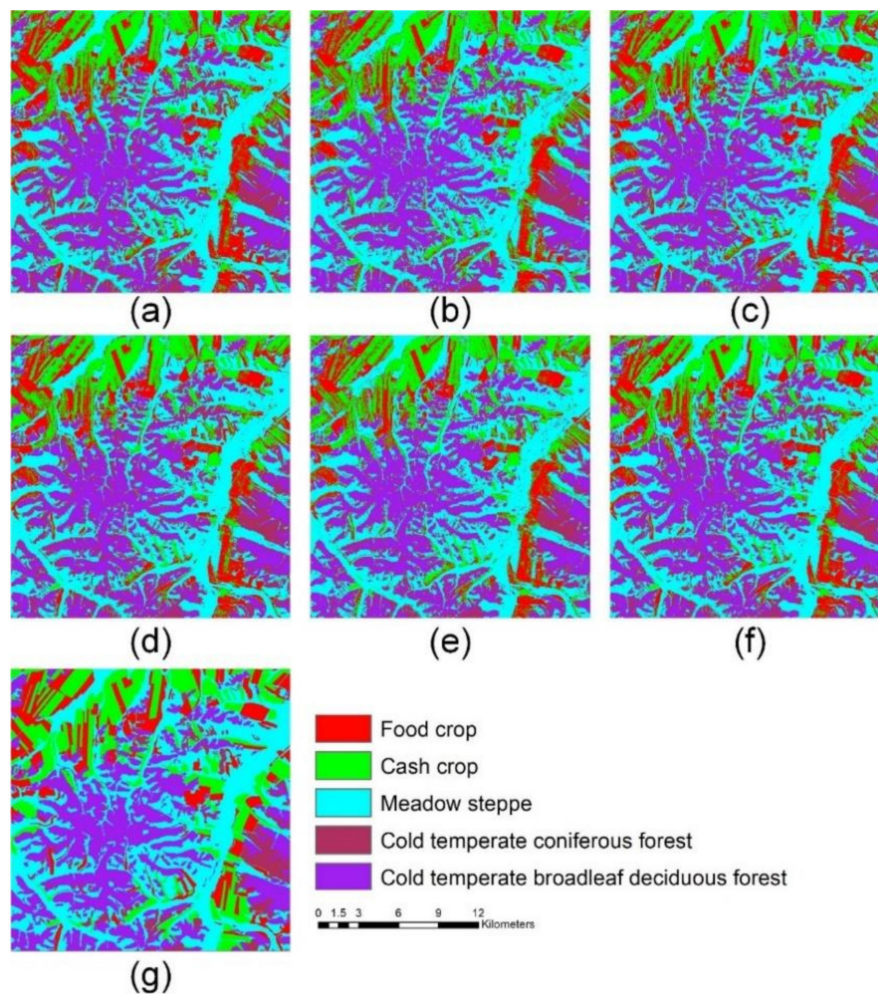 (a) (b) (c)
(d) (e) (f)
Food crop
Cash crop
Meadow steppe
Cold temperate coniferous forest
Cold temperate broadleaf deciduous forest
0 1.5 3 6 9 12
Kilometers
(g)